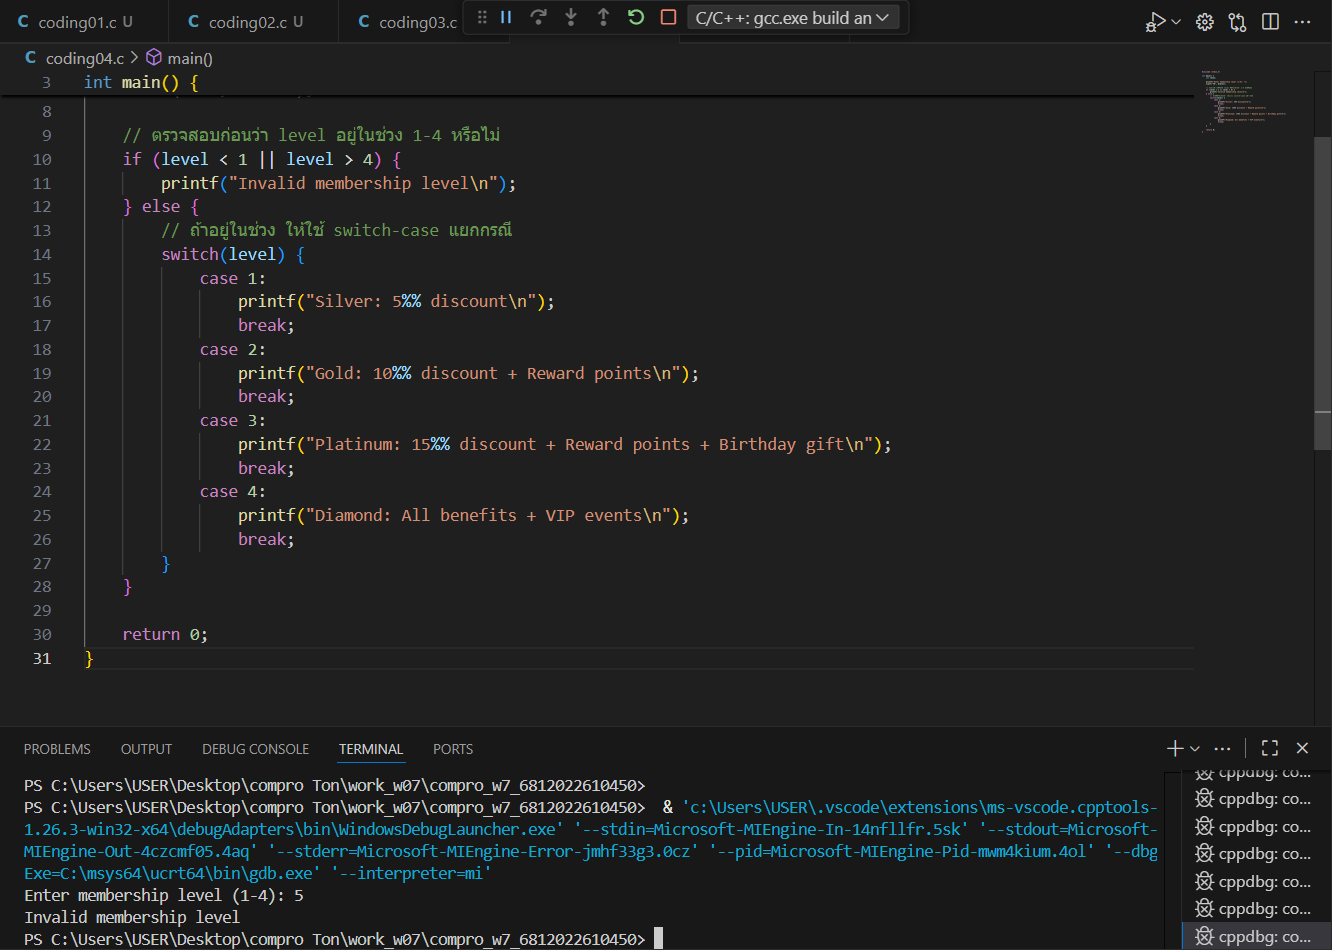 coding01.c U
coding02.c U
coding03.c
C/C++: gcc.exe build an
coding04.c > main()
3 int main() {
8
9 // ตรวจสอบก่อนว่า level อยู่ในช่วง 1-4 หรือไม่
10 if (level < 1 || level > 4) {
11 printf("Invalid membership level\n");
12 } else {
13 // ถ้าอยู่ในช่วง ให้ใช้ switch-case แยกกรณี
14 switch(level) {
15 case 1:
16 printf("Silver: 5%% discount\n");
17 break;
18 case 2:
19 printf("Gold: 10%% discount + Reward points\n");
20 break;
21 case 3:
22 printf("Platinum: 15%% discount + Reward points + Birthday gift\n");
23 break;
24 case 4:
25 printf("Diamond: All benefits + VIP events\n");
26 break;
27 }
28 }
29
30 return 0;
31 }
PROBLEMS OUTPUT DEBUG CONSOLE TERMINAL PORTS
PS C:\Users\USER\Desktop\compro Ton\work_w07\compro_w7_6812022610450>
PS C:\Users\USER\Desktop\compro Ton\work_w07\compro_w7_6812022610450> & 'c:\Users\USER\.vscode\extensions\ms-vscode.cpptools-
1.26.3-win32-x64\debugAdapters\bin\WindowsDebugLauncher.exe' '--stdin=Microsoft-MIEngine-In-14nfllfr.5sk' '--stdout=Microsoft-
MIEngine-Out-4czcmf05.4aq' '--stderr=Microsoft-MIEngine-Error-jmhf33g3.0cz' '--pid=Microsoft-MIEngine-Pid-mwm4kium.4ol' '--dbg
Exe=C:\msys64\ucrt64\bin\gdb.exe' '--interpreter=mi'
Enter membership level (1-4): 5
Invalid membership level
PS C:\Users\USER\Desktop\compro Ton\work_w07\compro_w7_6812022610450>
cppdbg: co...
cppdbg: co...
cppdbg: co...
cppdbg: co...
cppdbg: co...
cppdbg: co...
cppdbg: co...